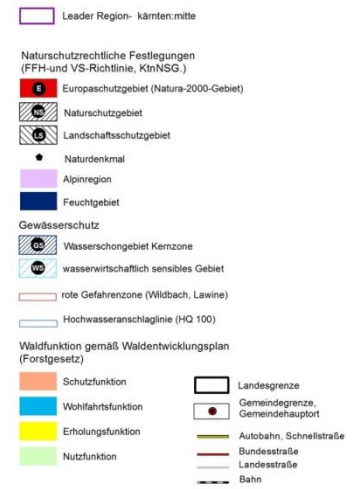 Leader Region- kärnten:mitte
Naturschutzrechtliche Festlegungen
(FFH-und VS-Richtlinie, KtnNSG.)
E Europaschutzgebiet (Natura-2000-Gebiet)
NS Naturschutzgebiet
LS Landschaftsschutzgebiet
Naturdenkmal
Alpinregion
Feuchtgebiet
Gewässerschutz
GS Wasserschongebiet Kernzone
WS wasserwirtschaftlich sensibles Gebiet
rote Gefahrenzone (Wildbach, Lawine)
Hochwasseranschlaglinie (HQ 100)
Waldfunktion gemäß Waldentwicklungsplan
(Forstgesetz)
Schutzfunktion
Wohlfahrtsfunktion
Erholungsfunktion
Nutzfunktion
Landesgrenze
Gemeindegrenze,
Gemeindehauptort
Autobahn, Schnellstraße
Bundesstraße
Landesstraße
Bahn